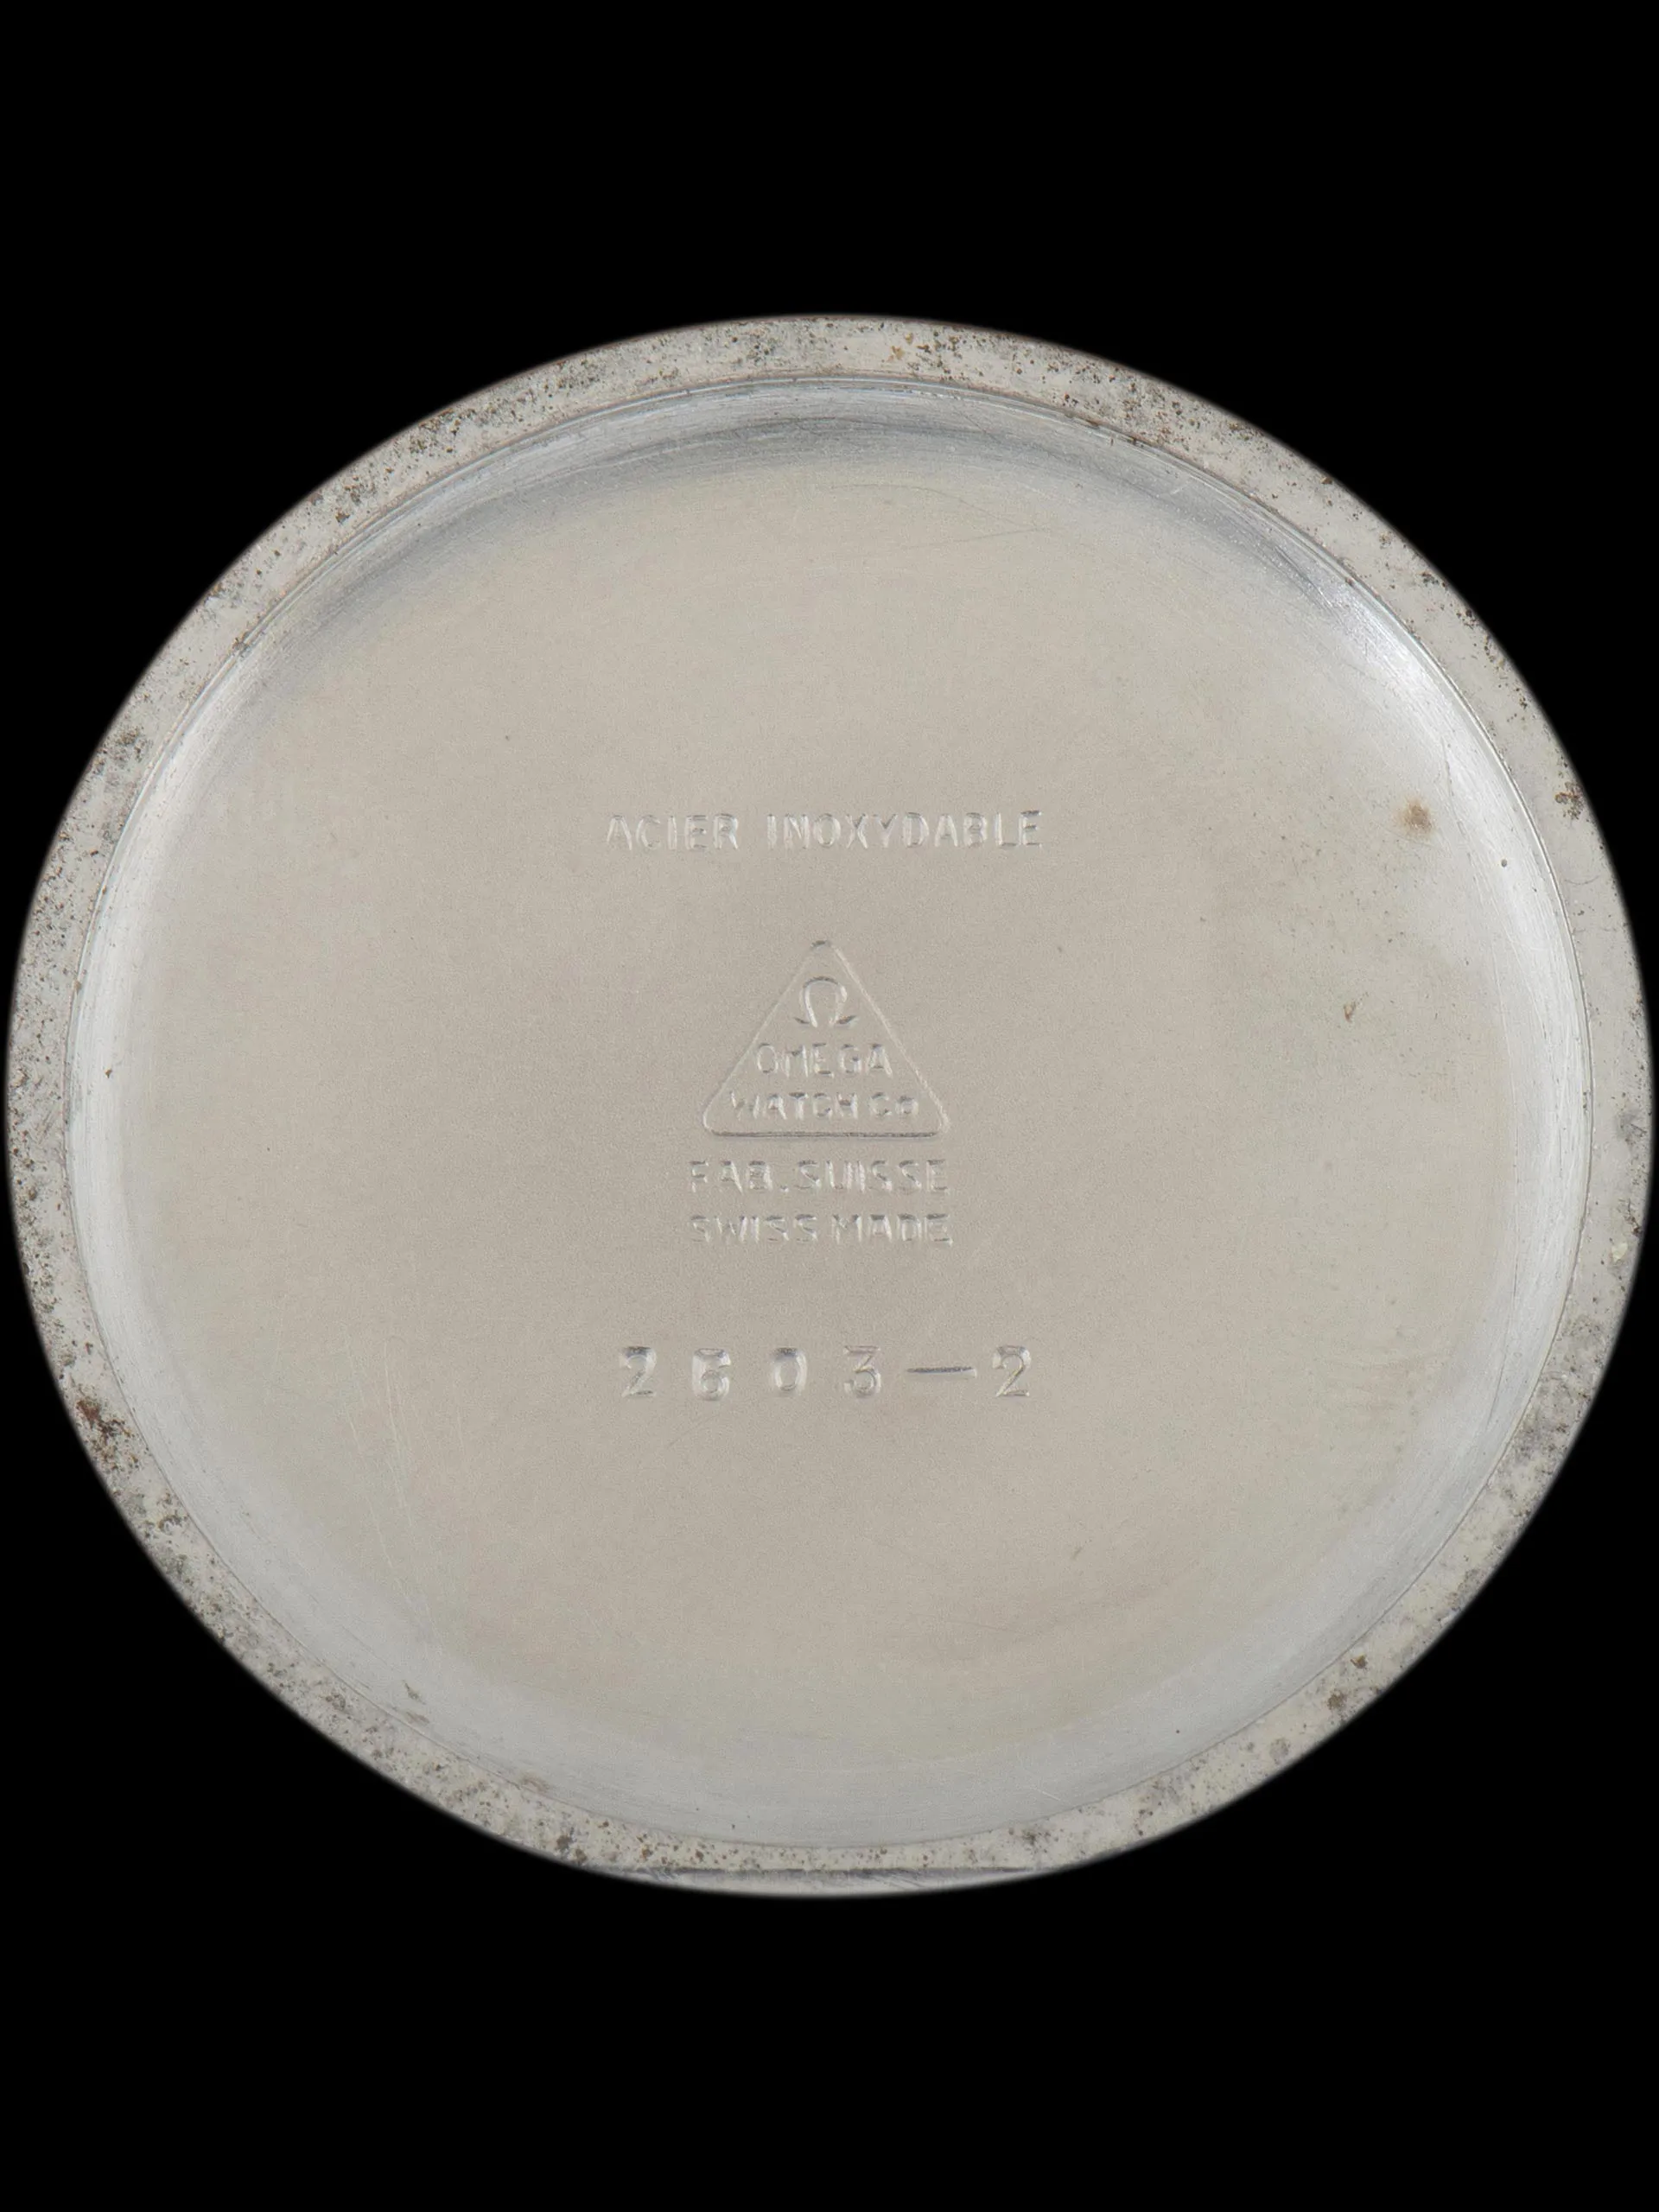 ACIER INOXYDABLE
Ω
OMEGA
WATCH Co
FAB. SUISSE
SWISS MADE
2603-2